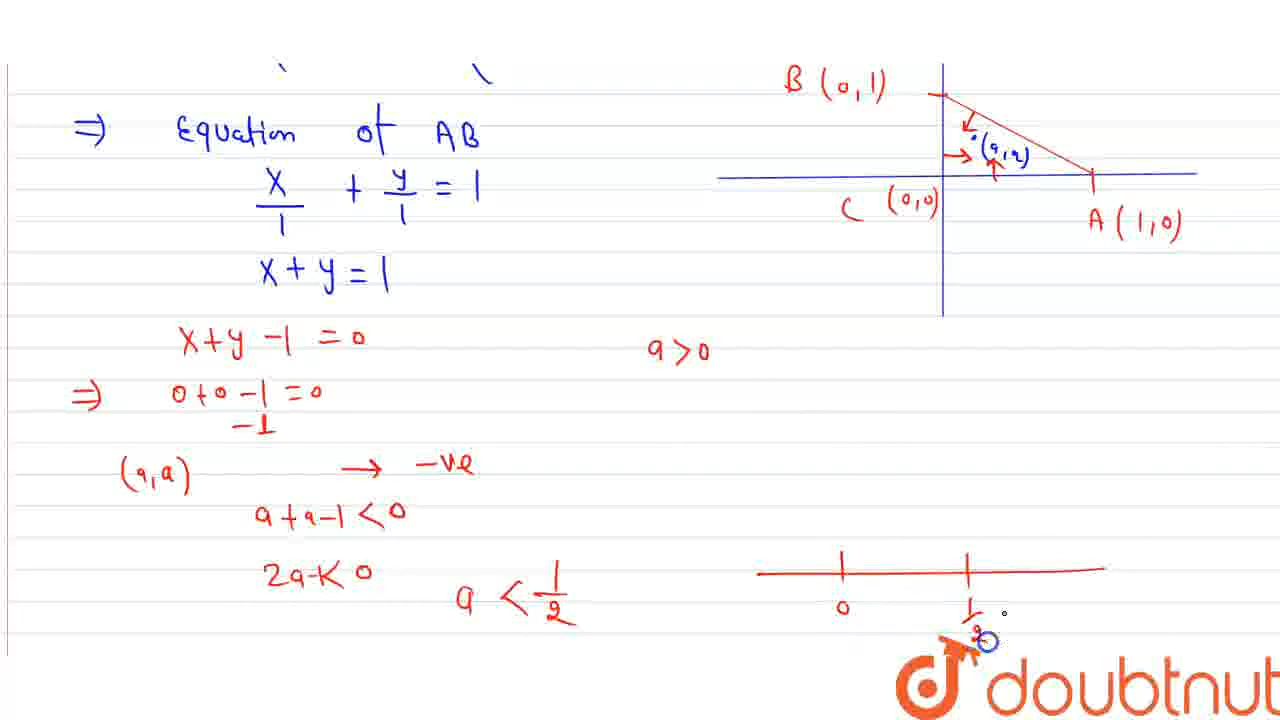 ⇒ Equation of AB
x/1 + y/1 = 1
x + y = 1
x + y - 1 = 0
⇒ 0 + 0 - 1 = 0
-1
(a, a) → -ve
a + a - 1 < 0
2a - 1 < 0
a < 1/2
B (0, 1)
(a, a)
C (0, 0)
A (1, 0)
a > 0
0 1/2
doubtnut